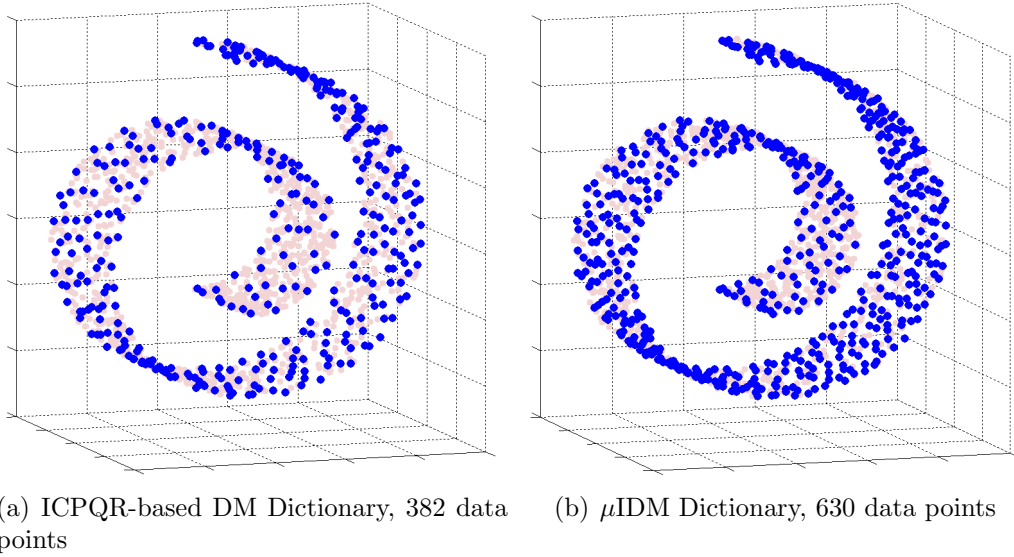 a) ICPQR-based DM Dictionary, 382 data
points
(b) μIDM Dictionary, 630 data points